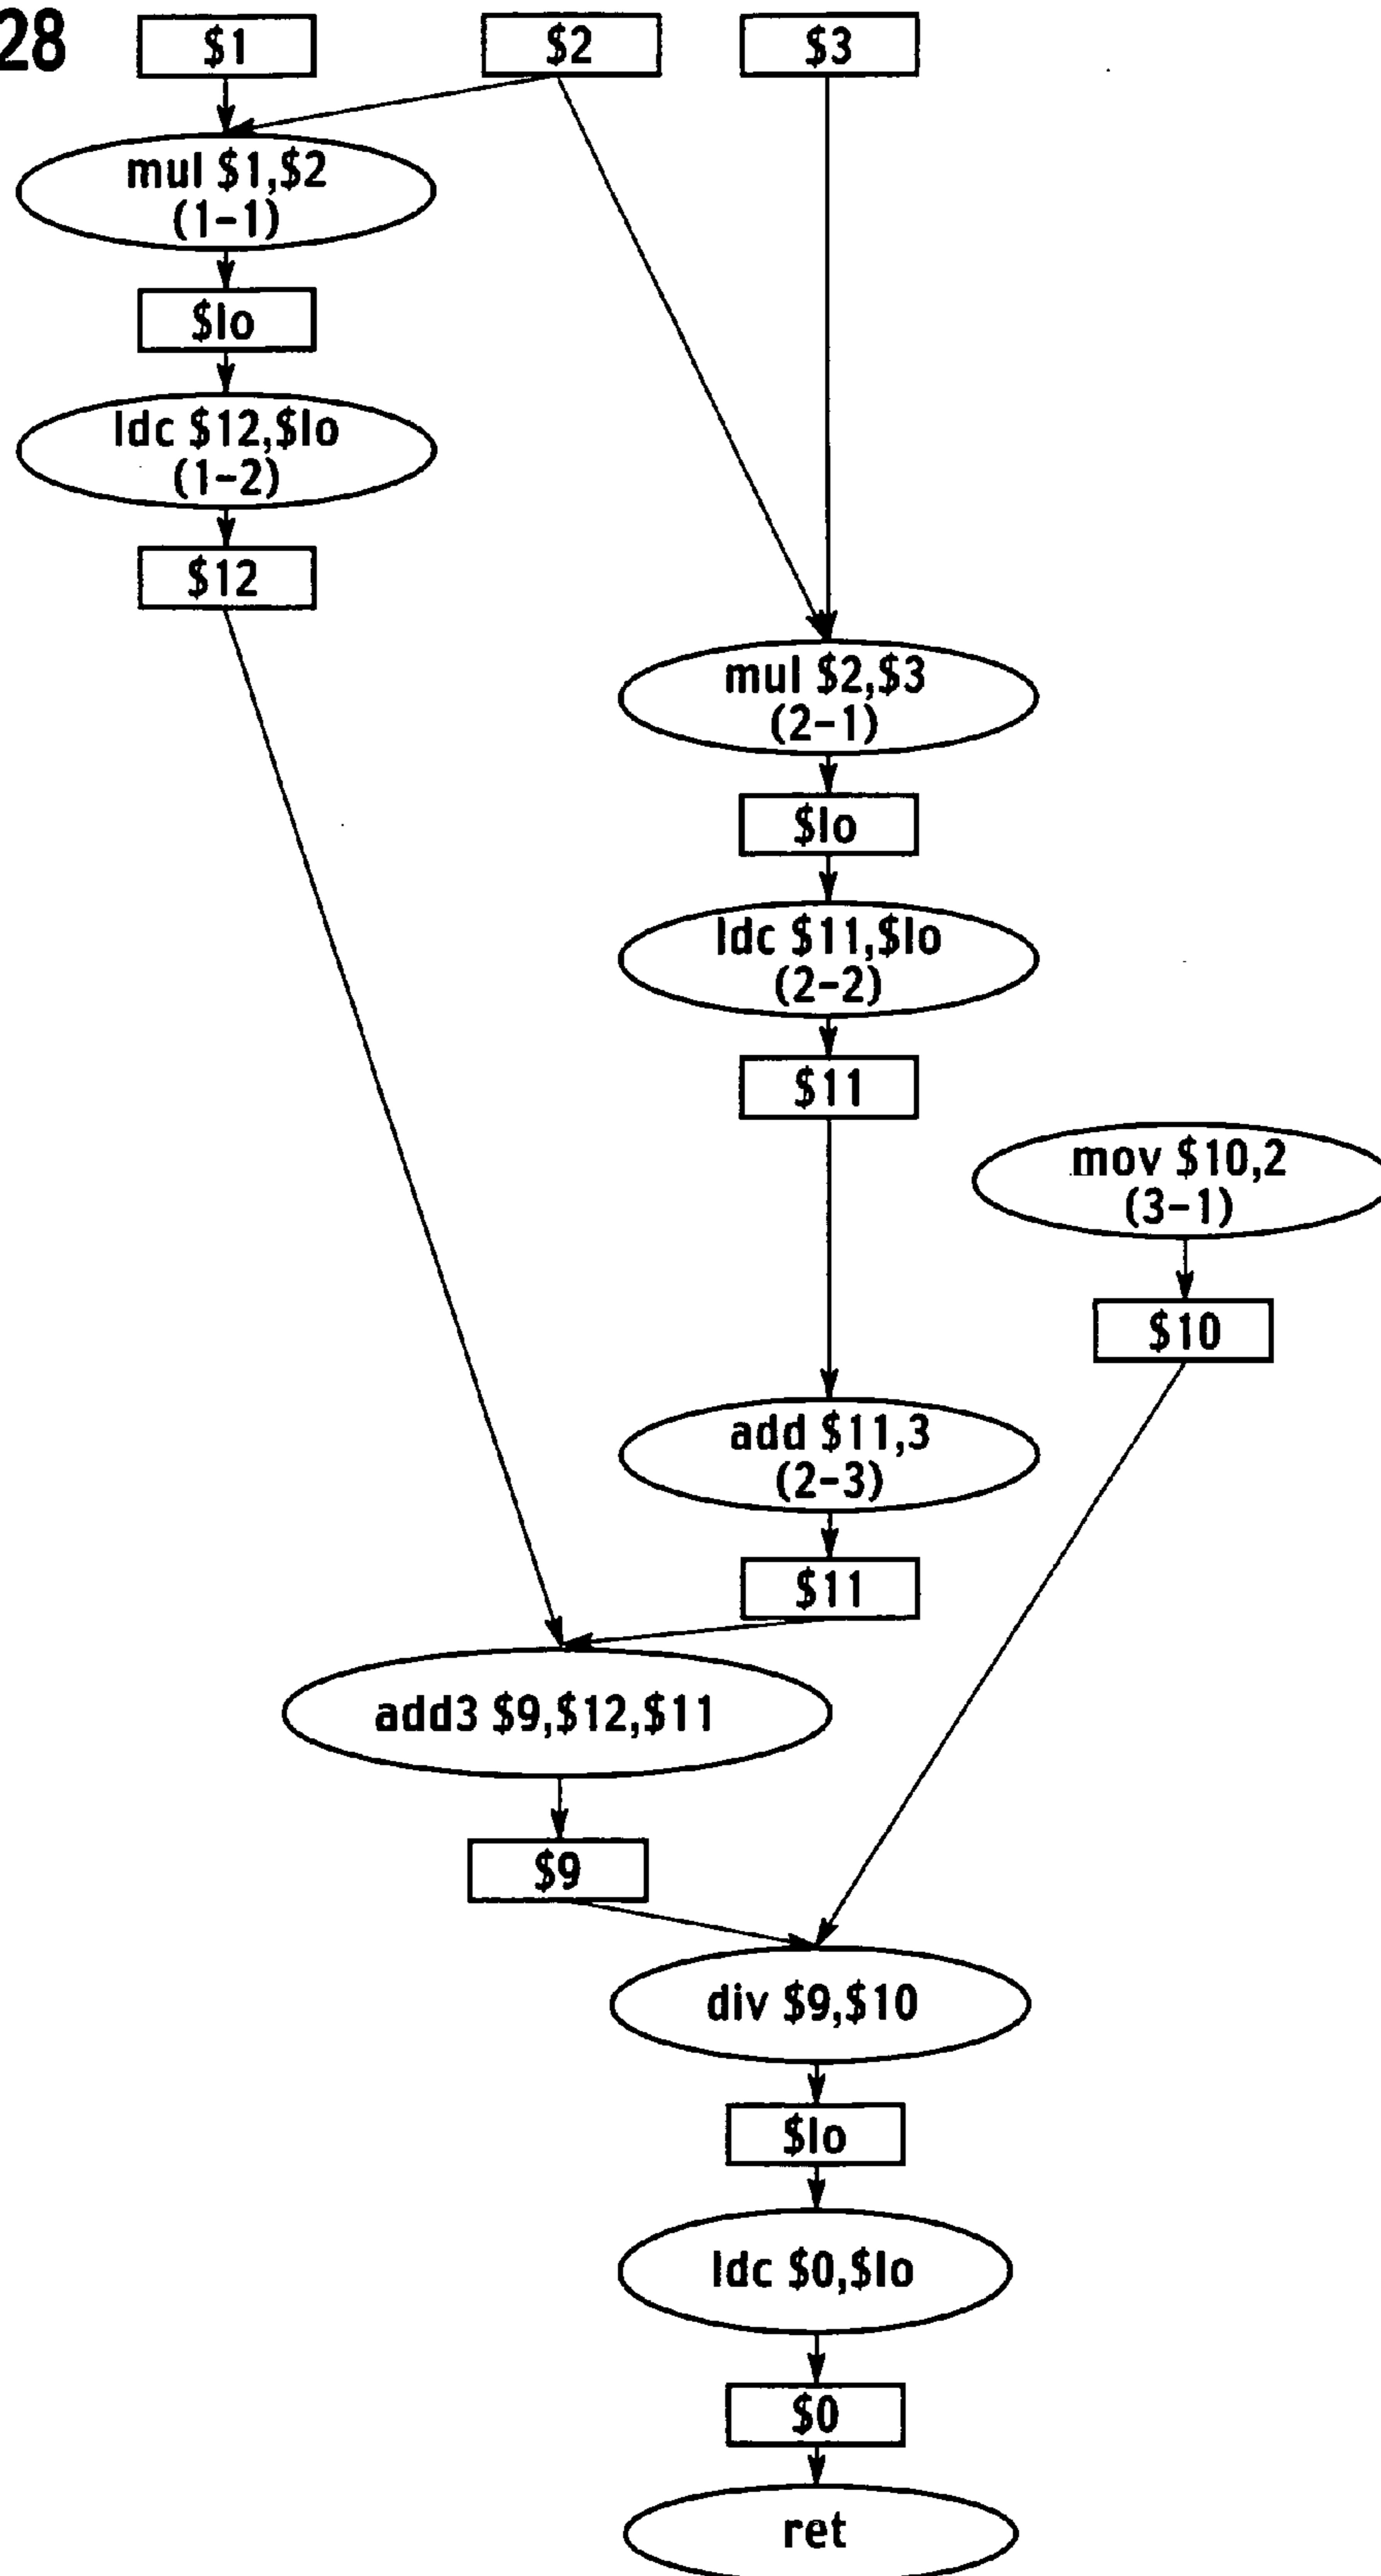 28
$1
$2
$3
mul $1,$2
(1-1)
$lo
ldc $12,$lo
(1-2)
$12
mul $2,$3
(2-1)
$lo
ldc $11,$lo
(2-2)
$11
mov $10,2
(3-1)
$10
add $11,3
(2-3)
$11
add3 $9,$12,$11
$9
div $9,$10
$lo
ldc $0,$lo
$0
ret